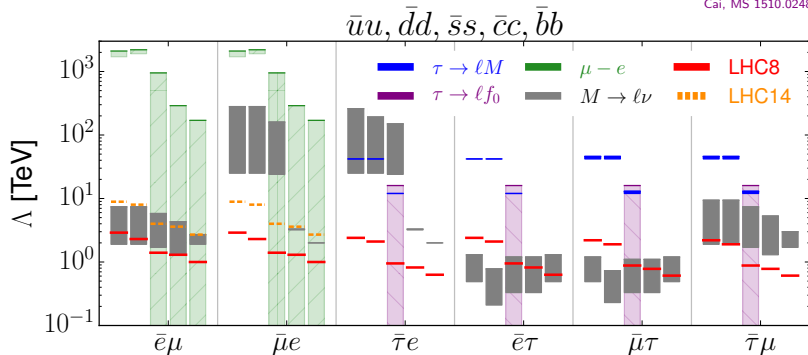 Cai, MS 1510.0248
ūu, d̄d, s̄s, c̄c, b̄b
Λ [TeV]
10³
10²
10¹
10⁰
10⁻¹
τ → ℓM
μ − e
LHC8
τ → ℓf₀
M → ℓν
LHC14
ēμ
μ̄e
τ̄e
ēτ
μ̄τ
τ̄μ